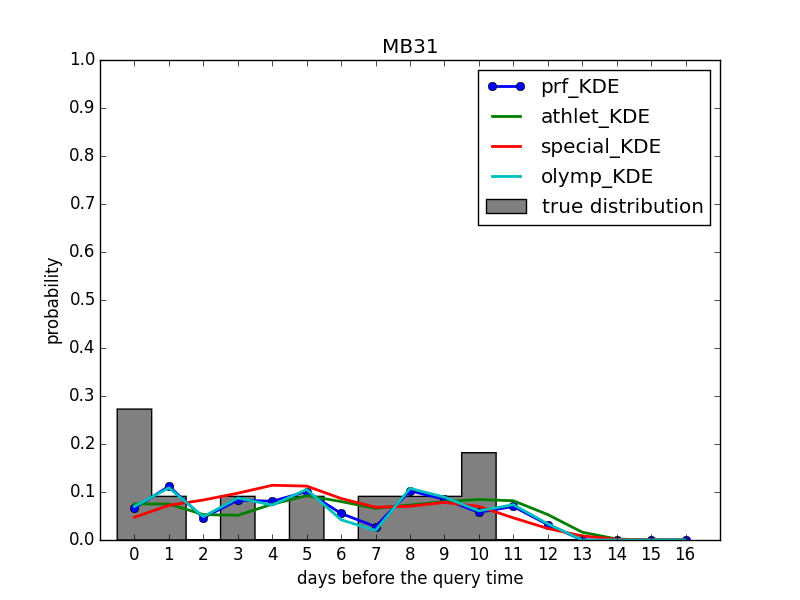 MB31
prf_KDE
athlet_KDE
special_KDE
olymp_KDE
true distribution
1.0
0.9
0.8
0.7
0.6
0.5
0.4
0.3
0.2
0.1
0.0
probability
0 1 2 3 4 5 6 7 8 9 10 11 12 13 14 15 16
days before the query time